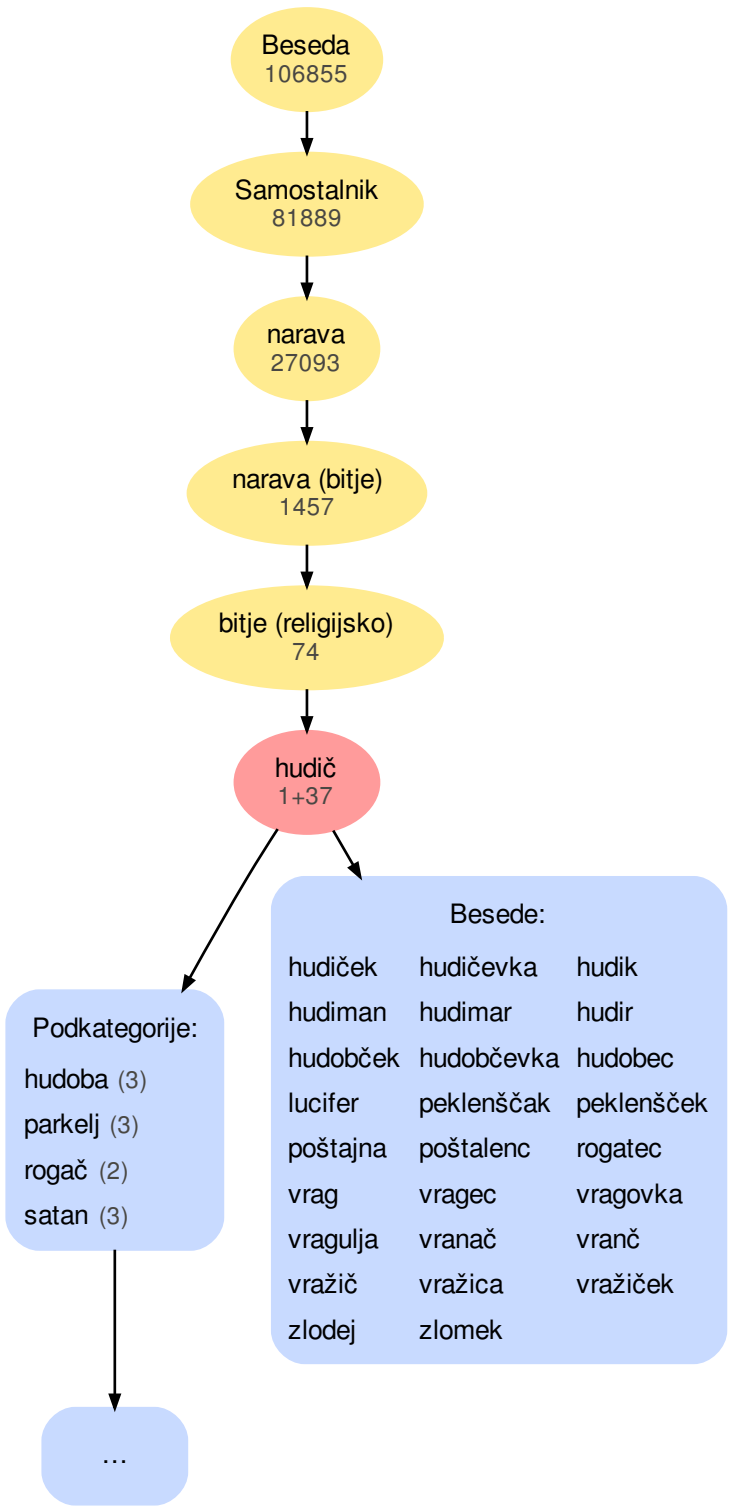 Beseda
106855
Samostalnik
81889
narava
27093
narava (bitje)
1457
bitje (religijsko)
74
hudič
1+37
Podkategorije:
hudoba (3)
parkelj (3)
rogač (2)
satan (3)
...
Besede:
hudiček hudičevka hudik
hudiman hudimar hudir
hudobček hudobčevka hudobec
lucifer peklenščak peklenšček
poštajna poštalenc rogatec
vrag vragec vragovka
vragulja vranač vranč
vražič vražica vražiček
zlodej zlomek